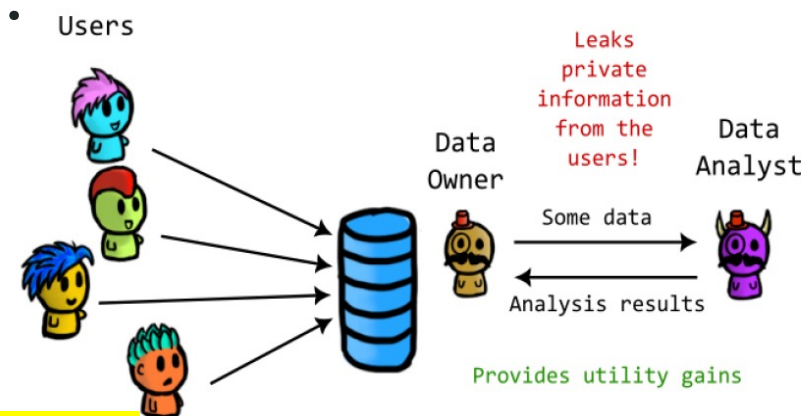 Users
Leaks
private
information
from the
users!
Data
Owner
Data
Analyst
Some data
Analysis results
Provides utility gains